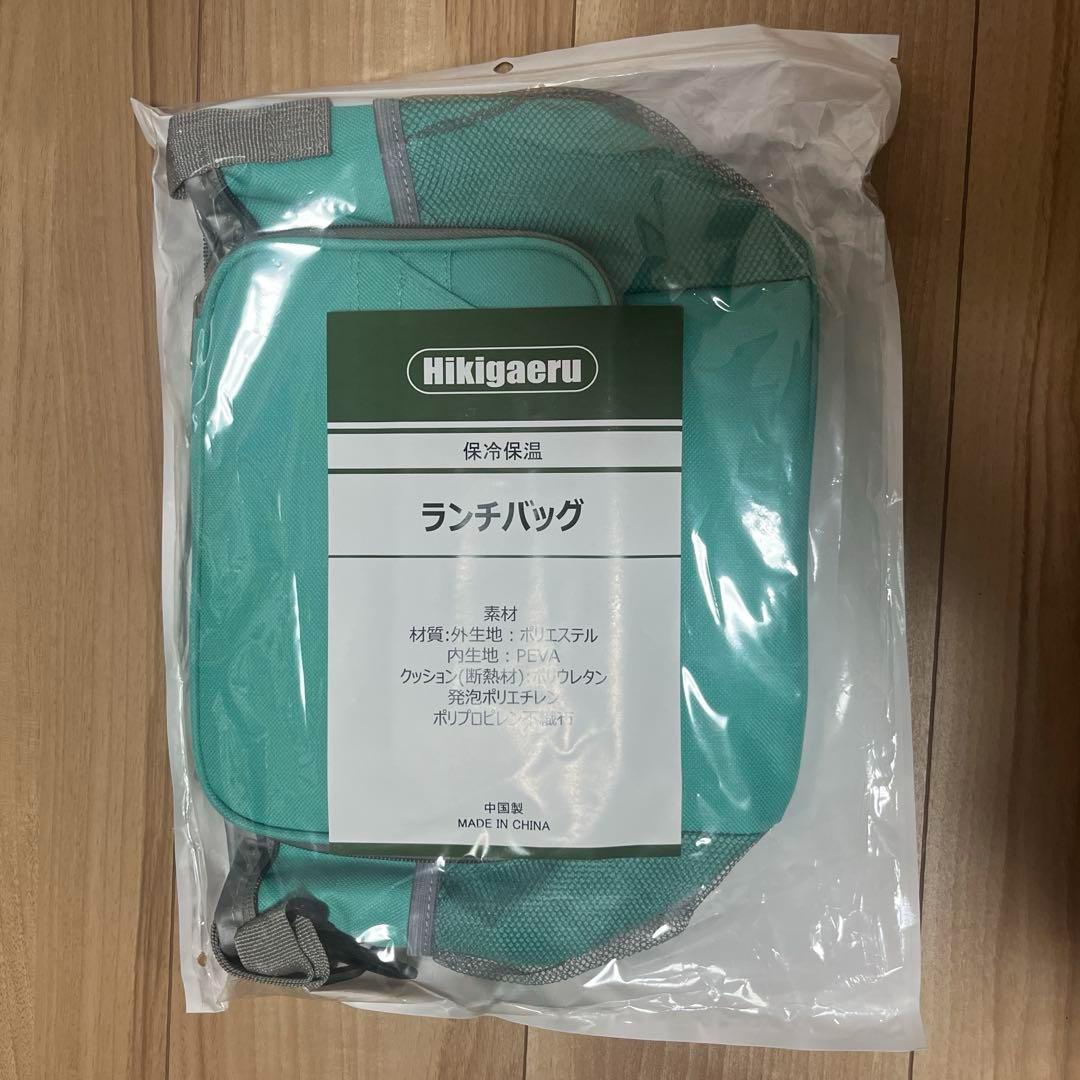 Hikigaeru
保冷保温
ランチバッグ
素材
材質:外生地：ポリエステル
内生地：PEVA
クッション(断熱材):ポリウレタン
発泡ポリエチレン
ポリプロピレン不織布
中国製
MADE IN CHINA